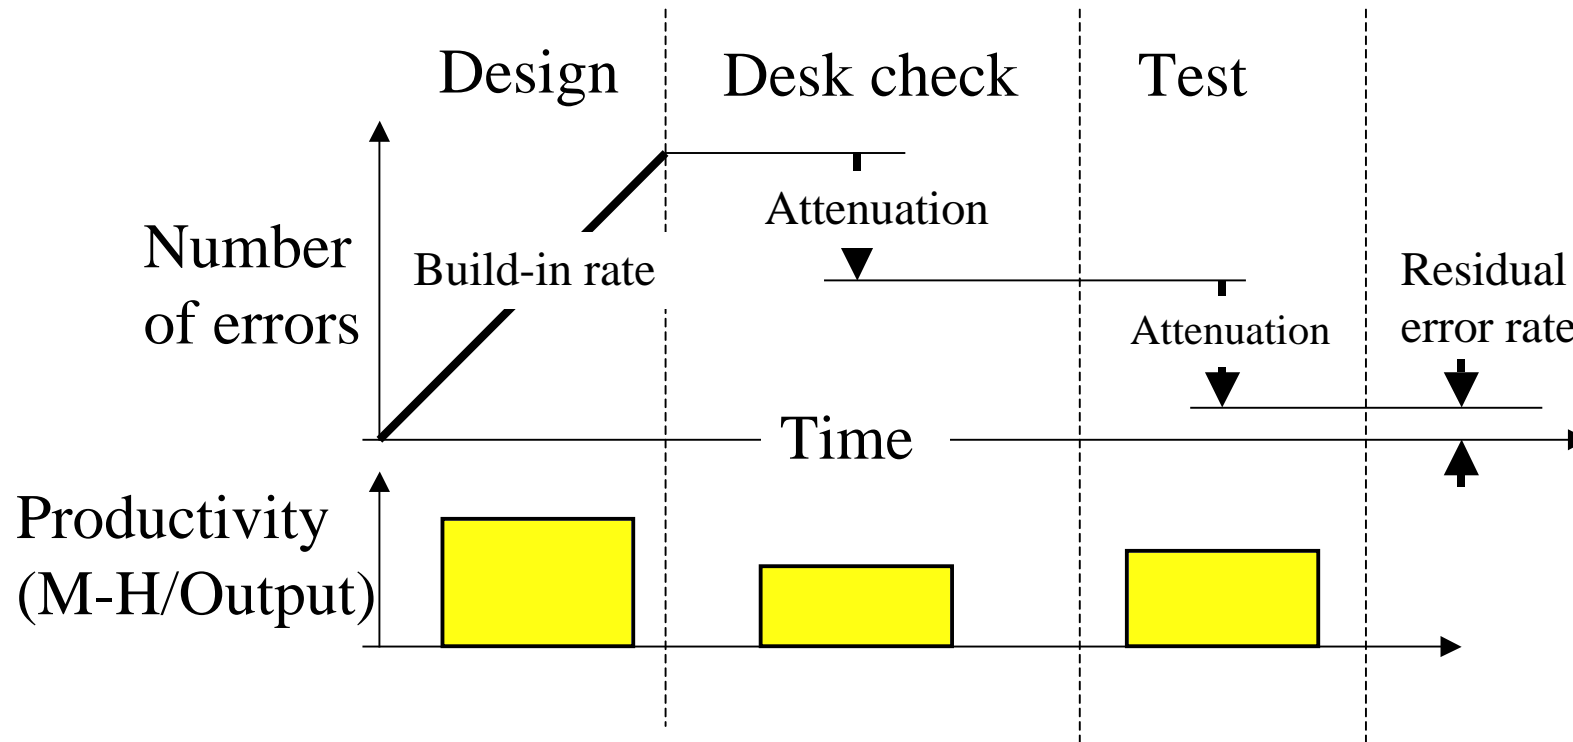 Design
Desk check
Test
Attenuation
Number
of errors
Build-in rate
Residual
error rate
Attenuation
Time
Productivity
(M-H/Output)